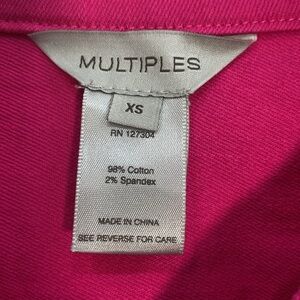 MULTIPLES
XS
RN 127304
98% Cotton
2% Spandex
MADE IN CHINA
SEE REVERSE FOR CARE